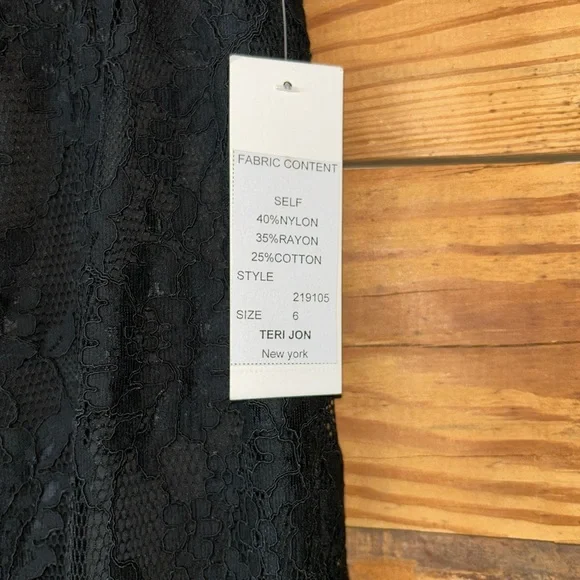 FABRIC CONTENT
SELF
40%NYLON
35%RAYON
25%COTTON
STYLE
219105
SIZE 6
TERI JON
New york